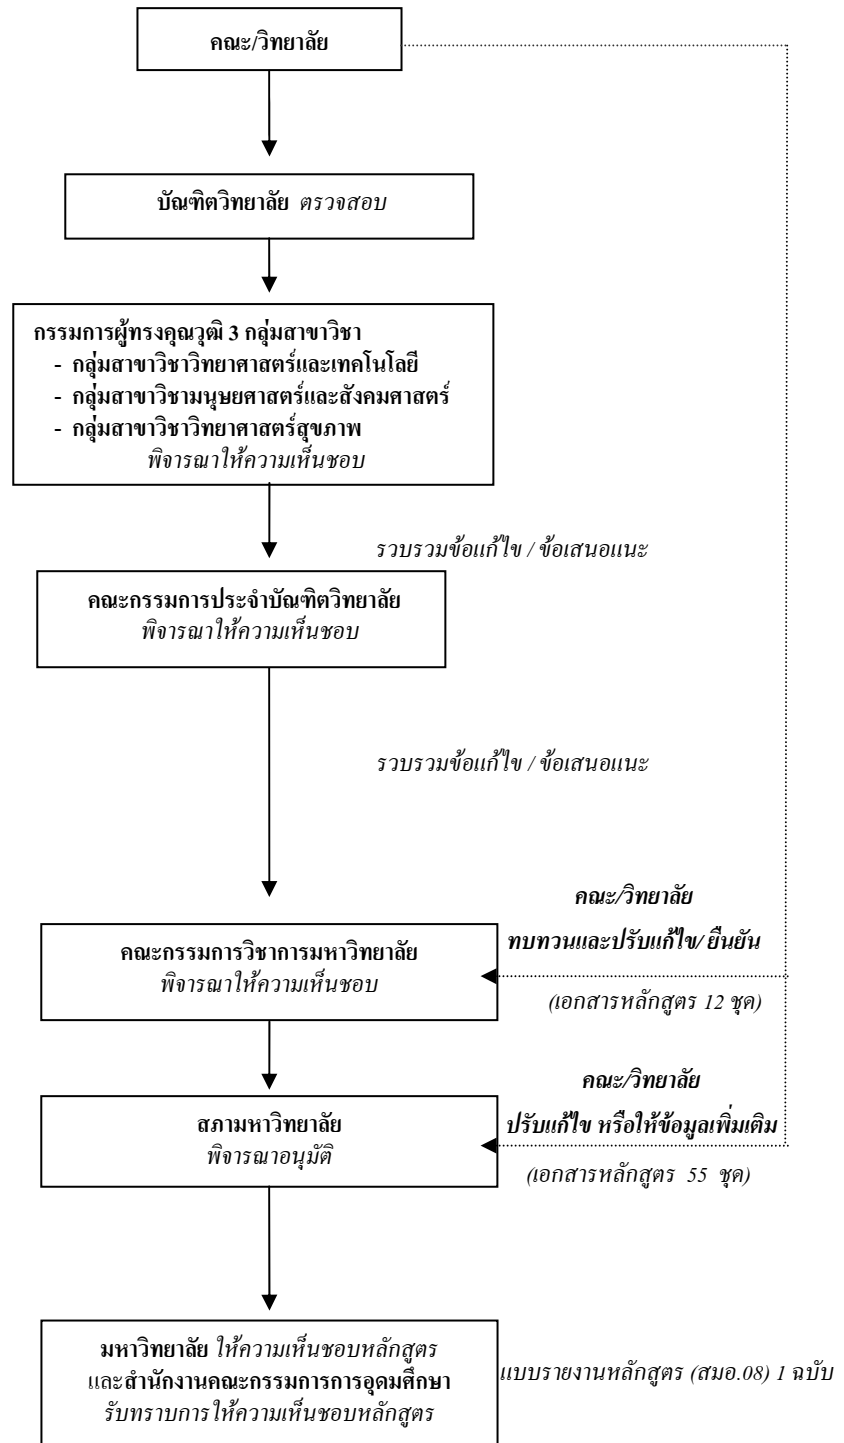 คณะ/วิทยาลัย
บัณฑิตวิทยาลัย ตรวจสอบ
กรรมการผู้ทรงคุณวุฒิ 3 กลุ่มสาขาวิชา
- กลุ่มสาขาวิชาวิทยาศาสตร์และเทคโนโลยี
- กลุ่มสาขาวิชามนุษยศาสตร์และสังคมศาสตร์
- กลุ่มสาขาวิชาวิทยาศาสตร์สุขภาพ
พิจารณาให้ความเห็นชอบ
รวบรวมข้อแก้ไข / ข้อเสนอแนะ
คณะกรรมการประจำบัณฑิตวิทยาลัย
พิจารณาให้ความเห็นชอบ
รวบรวมข้อแก้ไข / ข้อเสนอแนะ
คณะ/วิทยาลัย
ทบทวนและปรับแก้ไข/ ยืนยัน
คณะกรรมการวิชาการมหาวิทยาลัย
พิจารณาให้ความเห็นชอบ
(เอกสารหลักสูตร 12 ชุด)
คณะ/วิทยาลัย
ปรับแก้ไข หรือให้ข้อมูลเพิ่มเติม
สภามหาวิทยาลัย
พิจารณาอนุมัติ
(เอกสารหลักสูตร 55 ชุด)
มหาวิทยาลัย ให้ความเห็นชอบหลักสูตร
และสำนักงานคณะกรรมการการอุดมศึกษา
รับทราบการให้ความเห็นชอบหลักสูตร
แบบรายงานหลักสูตร (สมอ.08) 1 ฉบับ